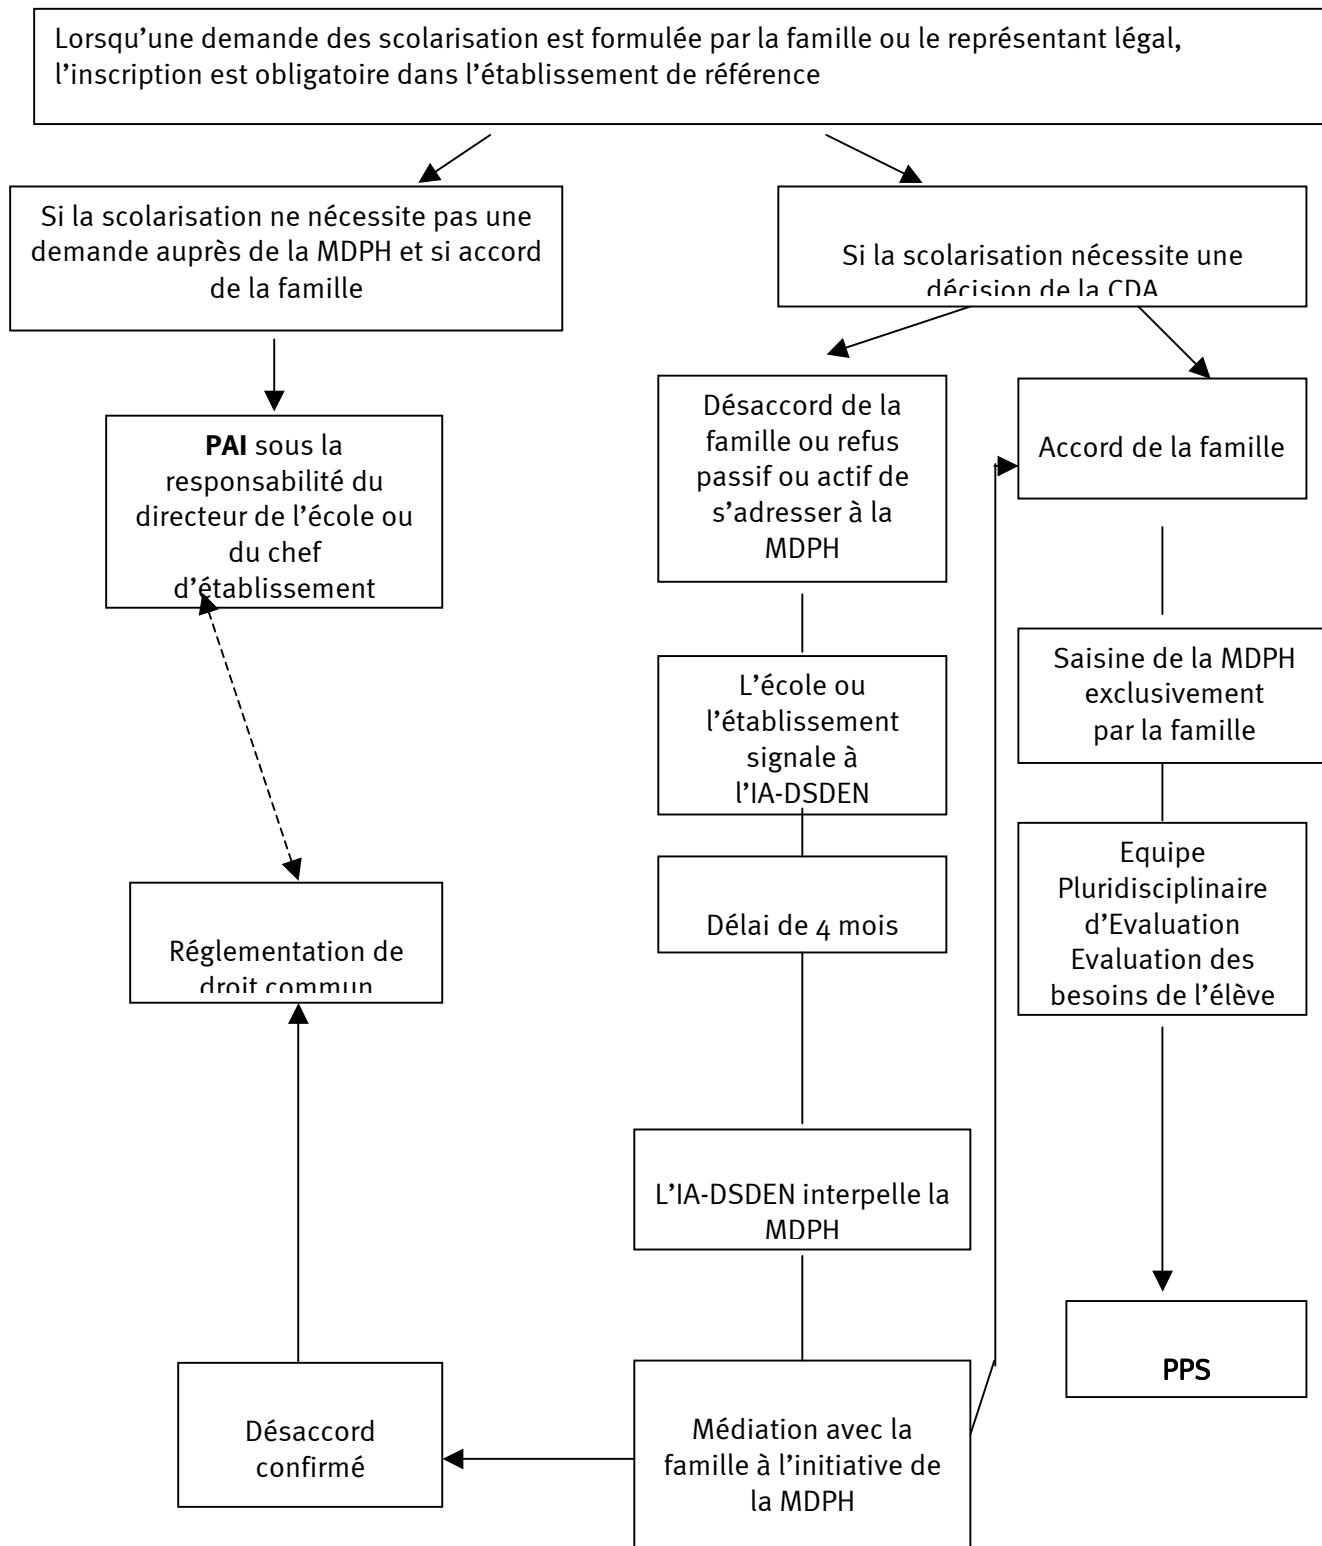 Lorsqu’une demande des scolarisation est formulée par la famille ou le représentant légal,
l’inscription est obligatoire dans l’établissement de référence
Si la scolarisation ne nécessite pas une
demande auprès de la MDPH et si accord
de la famille
Si la scolarisation nécessite une
décision de la CDA
PAI sous la
responsabilité du
directeur de l’école ou
du chef
d’établissement
Désaccord de la
famille ou refus
passif ou actif de
s’adresser à la
MDPH
Accord de la famille
L’école ou
l’établissement
signale à
l’IA-DSDEN
Saisine de la MDPH
exclusivement
par la famille
Délai de 4 mois
Equipe
Pluridisciplinaire
d’Evaluation
Evaluation des
besoins de l’élève
Réglementation de
droit commun
L’IA-DSDEN interpelle la
MDPH
PPS
Désaccord
confirmé
Médiation avec la
famille à l’initiative de
la MDPH